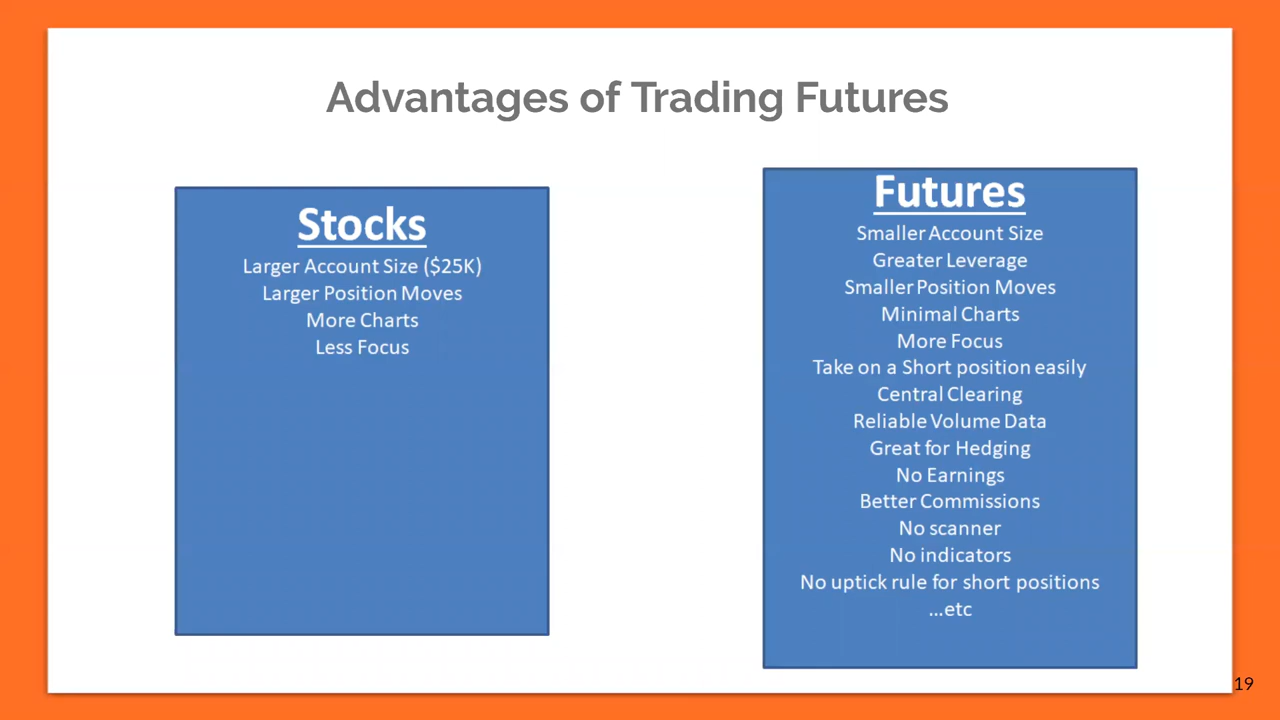 Advantages of Trading Futures
Stocks
Larger Account Size ($25K)
Larger Position Moves
More Charts
Less Focus
Futures
Smaller Account Size
Greater Leverage
Smaller Position Moves
Minimal Charts
More Focus
Take on a Short position easily
Central Clearing
Reliable Volume Data
Great for Hedging
No Earnings
Better Commissions
No scanner
No indicators
No uptick rule for short positions
...etc
19